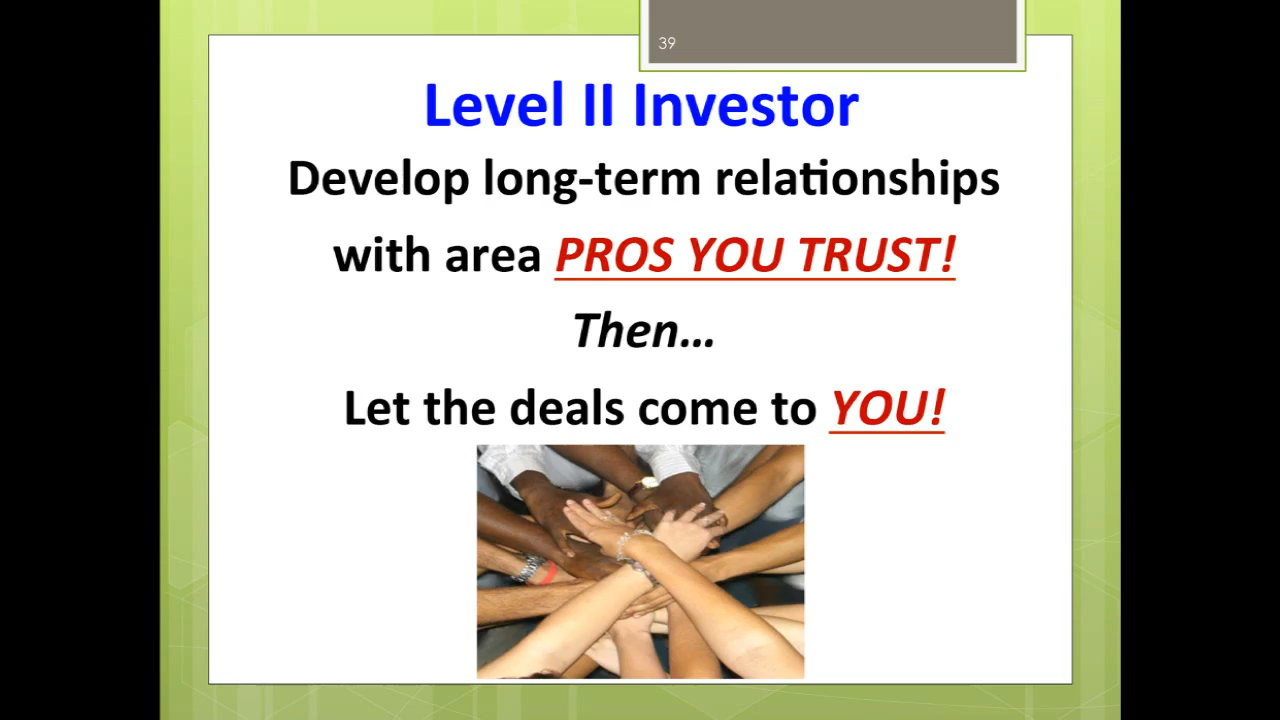 39
Level II Investor
Develop long-term relationships
with area PROS YOU TRUST!
Then...
Let the deals come to YOU!